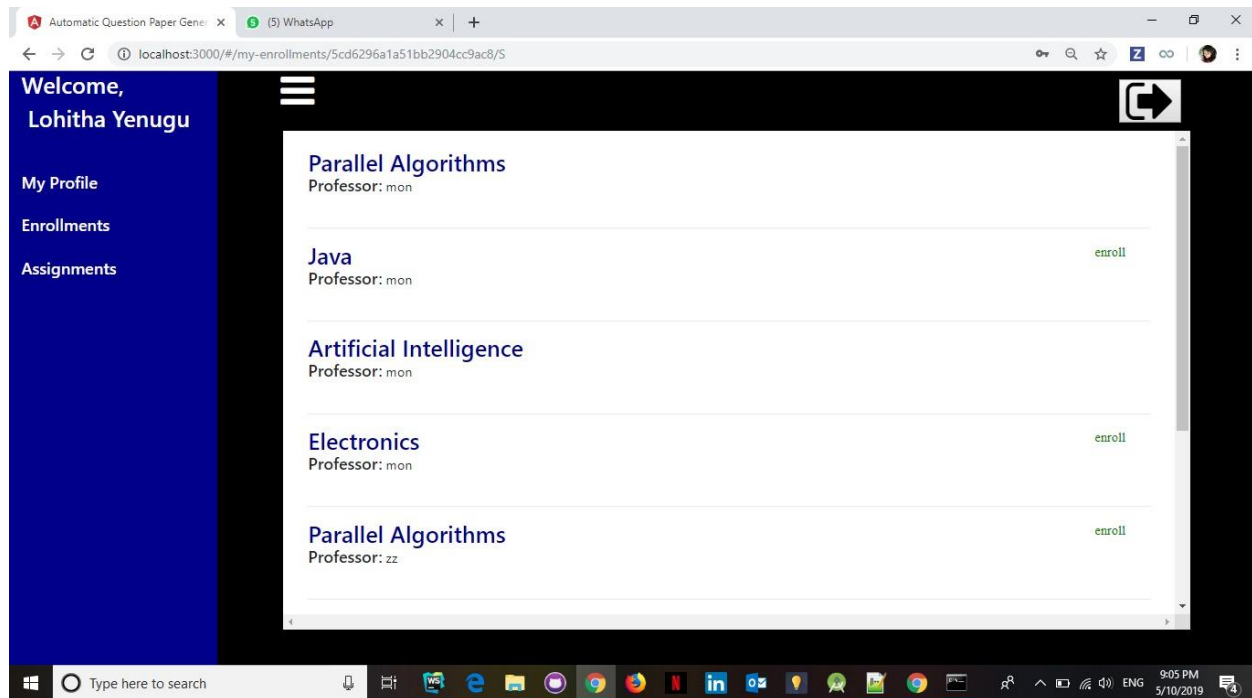 Automatic Question Paper Gener
(5) WhatsApp
localhost:3000/#/my-enrollments/5cd6296a1a51bb2904cc9ac8/S
Welcome,
Lohitha Yenugu
My Profile
Enrollments
Assignments
Parallel Algorithms
Professor: mon
Java
enroll
Professor: mon
Artificial Intelligence
Professor: mon
Electronics
enroll
Professor: mon
Parallel Algorithms
enroll
Professor: zz
Type here to search
ENG
9:05 PM
5/10/2019